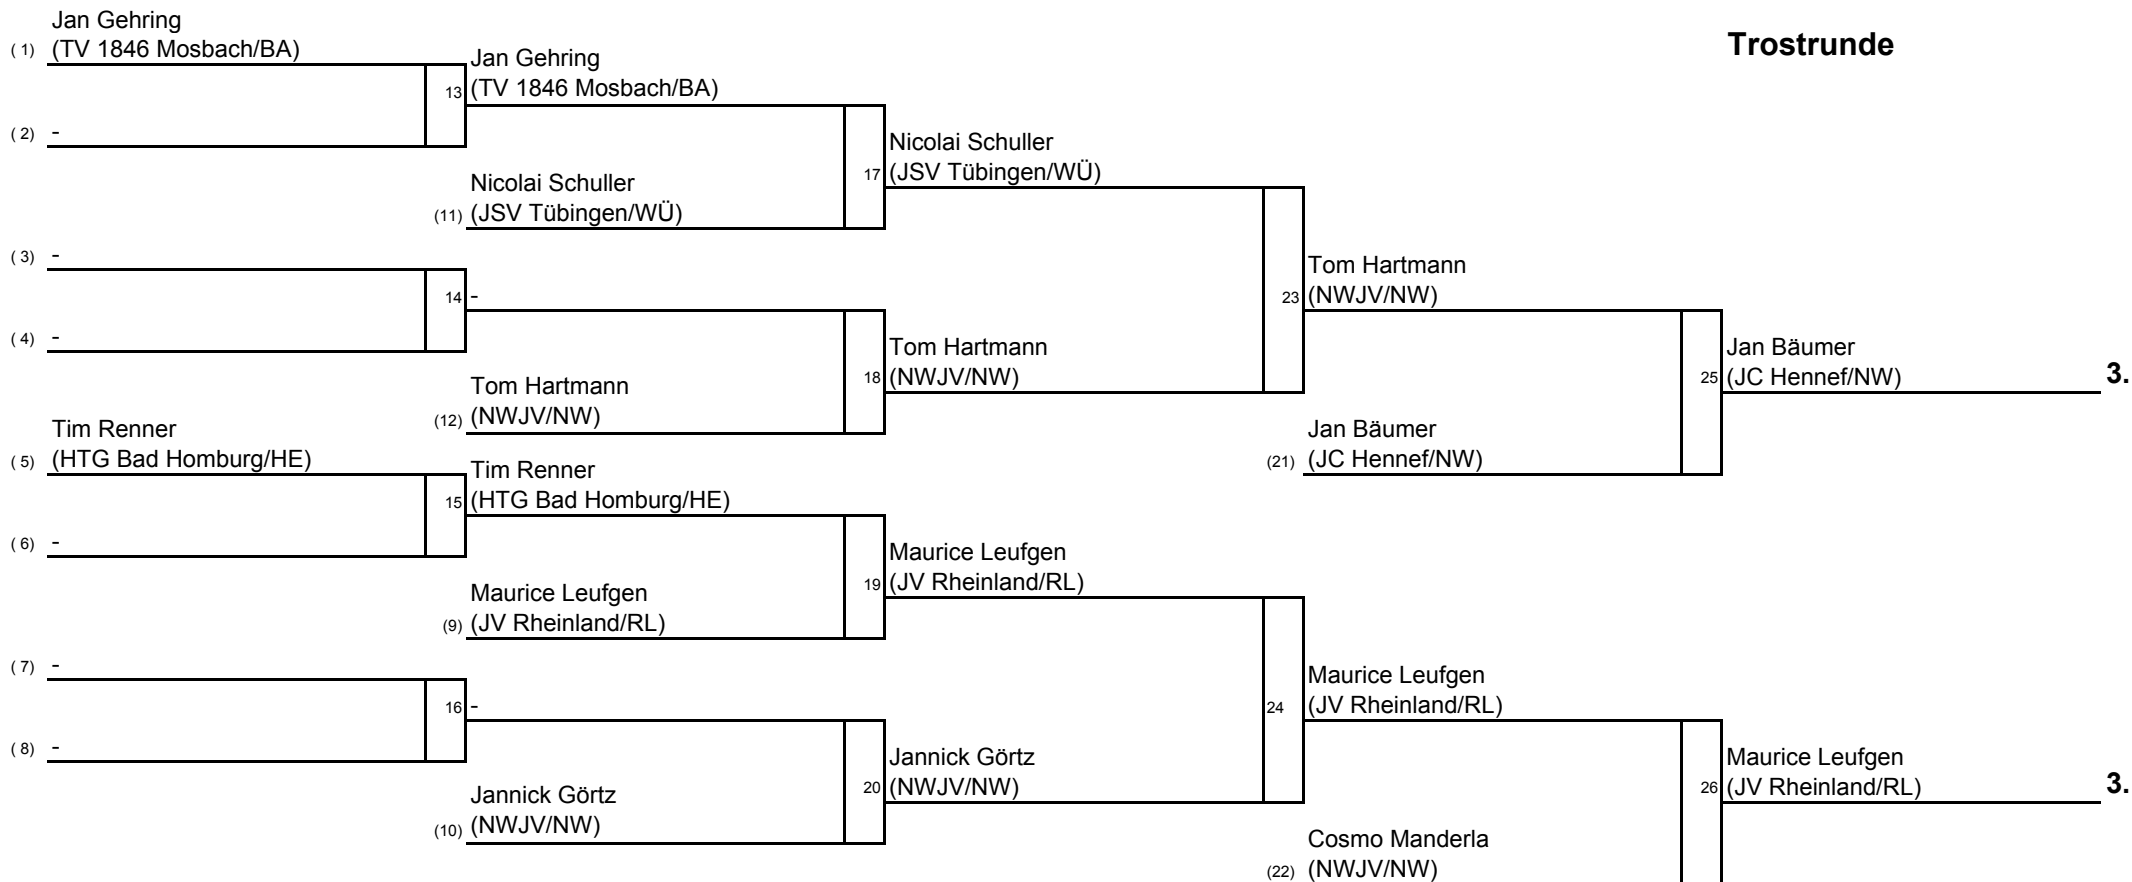 Trostrunde
Jan Gehring
( 1) (TV 1846 Mosbach/BA)
( 2) -
( 3) -
( 4) -
Tim Renner
( 5) (HTG Bad Homburg/HE)
( 6) -
( 7) -
( 8) -
Jan Gehring
13 (TV 1846 Mosbach/BA)
Nicolai Schuller
(11) (JSV Tübingen/WÜ)
14 -
Tom Hartmann
(12) (NWJV/NW)
Tim Renner
15 (HTG Bad Homburg/HE)
Maurice Leufgen
(9) (JV Rheinland/RL)
16 -
Jannick Görtz
(10) (NWJV/NW)
Nicolai Schuller
17 (JSV Tübingen/WÜ)
Tom Hartmann
18 (NWJV/NW)
Maurice Leufgen
19 (JV Rheinland/RL)
Jannick Görtz
20 (NWJV/NW)
Tom Hartmann
23 (NWJV/NW)
Jan Bäumer
(21) (JC Hennef/NW)
Maurice Leufgen
24 (JV Rheinland/RL)
Cosmo Manderla
(22) (NWJV/NW)
Jan Bäumer
25 (JC Hennef/NW) 3.
Maurice Leufgen
26 (JV Rheinland/RL) 3.